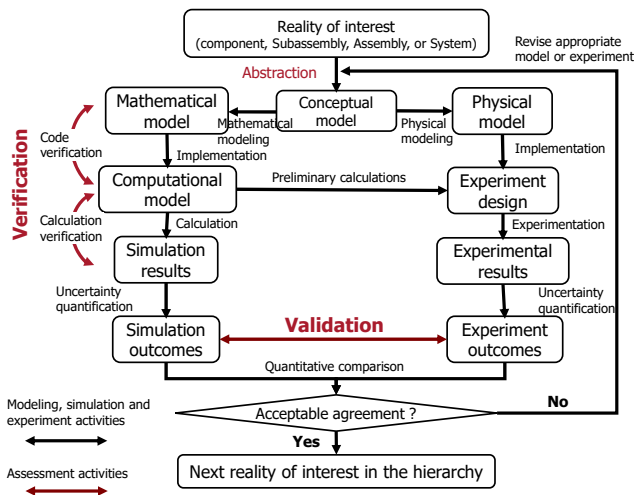 Reality of interest
(component, Subassembly, Assembly, or System)
Revise appropriate
model or experiment
Abstraction
Mathematical
model
Conceptual
model
Physical
model
Mathematical
modeling
Physical
modeling
Code
verification
Implementation
Implementation
Verification
Computational
model
Preliminary calculations
Experiment
design
Calculation
verification
Calculation
Experimentation
Simulation
results
Experimental
results
Uncertainty
quantification
Uncertainty
quantification
Simulation
outcomes
Validation
Experiment
outcomes
Quantitative comparison
Modeling, simulation and
experiment activities
Acceptable agreement ?
No
Yes
Assessment activities
Next reality of interest in the hierarchy